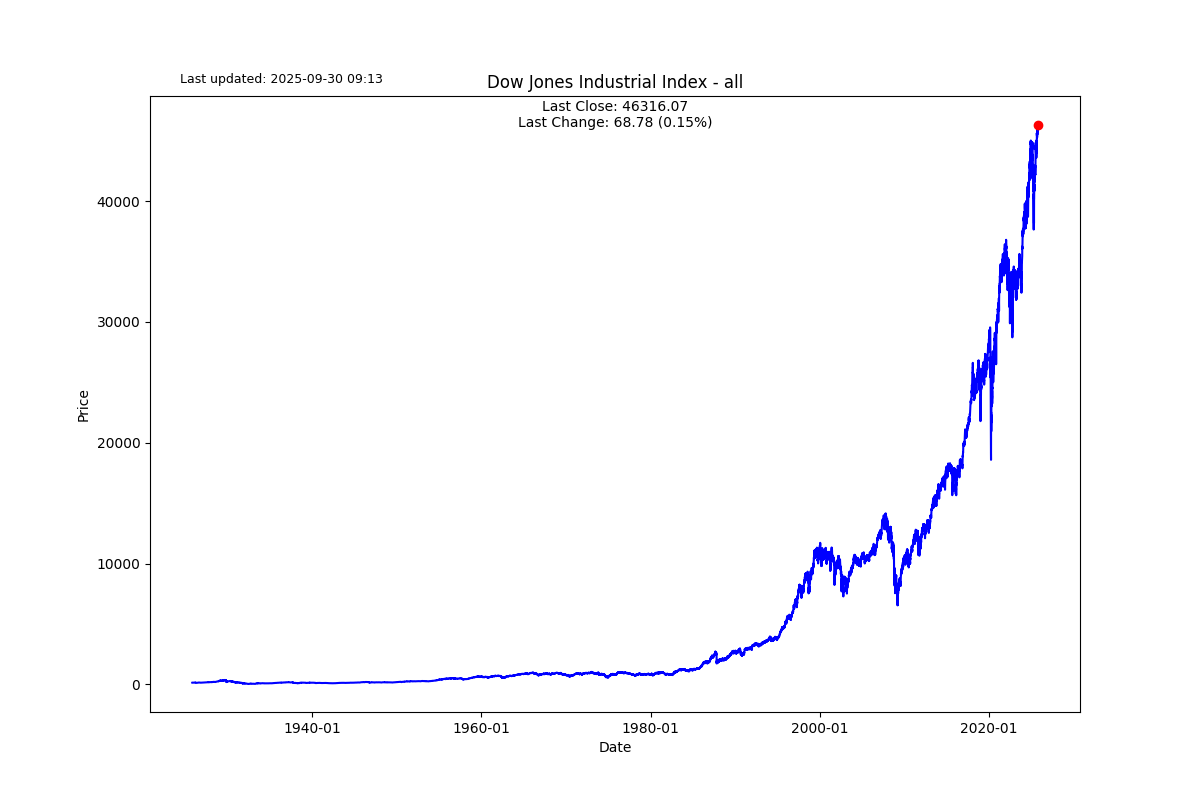 Last updated: 2025-09-30 09:13
Dow Jones Industrial Index - all
Last Close: 46316.07
Last Change: 68.78 (0.15%)
40000
30000
20000
10000
0
Price
1940-01
1960-01
1980-01
2000-01
2020-01
Date